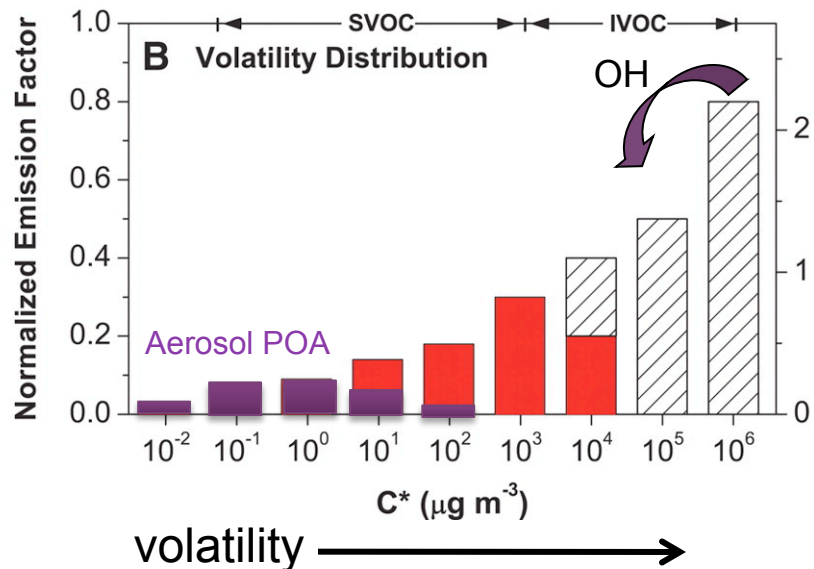 SVOC IVOC
B Volatility Distribution
OH
Aerosol POA
Normalized Emission Factor
1.0
0.8
0.6
0.4
0.2
0.0
2
1
0
10⁻² 10⁻¹ 10⁰ 10¹ 10² 10³ 10⁴ 10⁵ 10⁶
C* (μg m⁻³)
volatility